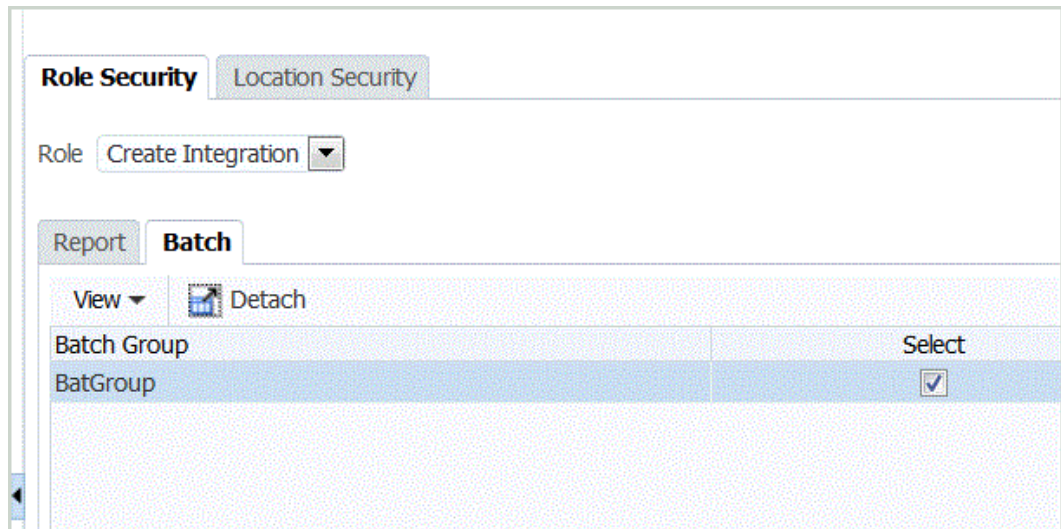 Role Security Location Security
Role Create Integration
Report Batch
View Detach
Batch Group Select
BatGroup